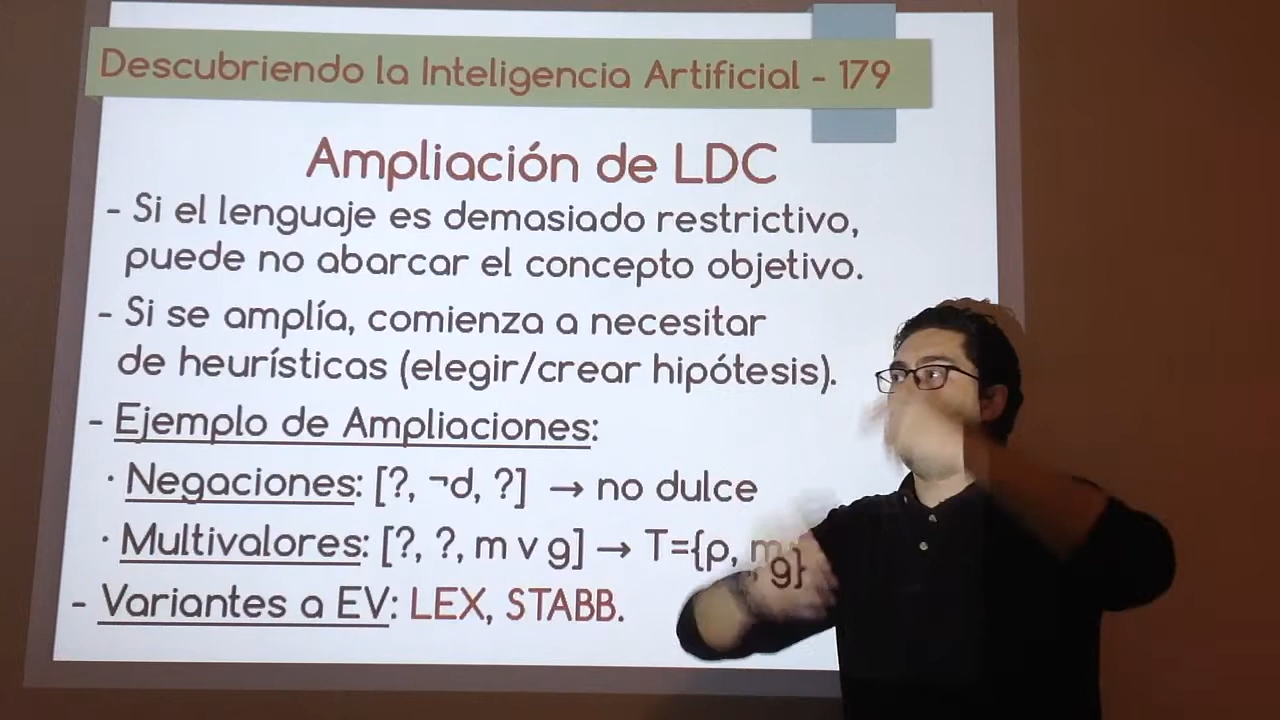 Descubriendo la Inteligencia Artificial - 179
Ampliación de LDC
- Si el lenguaje es demasiado restrictivo,
puede no abarcar el concepto objetivo.
- Si se amplía, comienza a necesitar
de heurísticas (elegir/crear hipótesis).
- Ejemplo de Ampliaciones:
· Negaciones: [?, ¬d, ?] → no dulce
· Multivalores: [?, ?, m v g] → T={p, m, g}
- Variantes a EV: LEX, STABB.